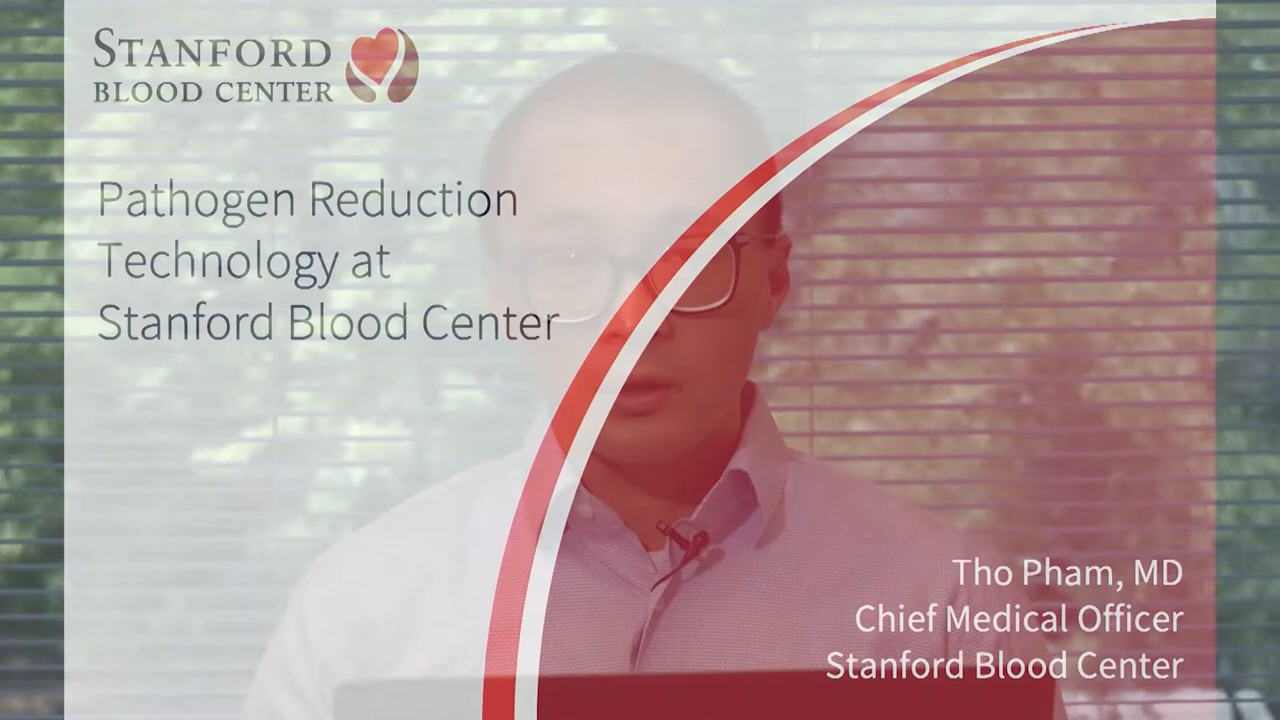 STANFORD
BLOOD CENTER
Pathogen Reduction
Technology at
Stanford Blood Center
Tho Pham, MD
Chief Medical Officer
Stanford Blood Center